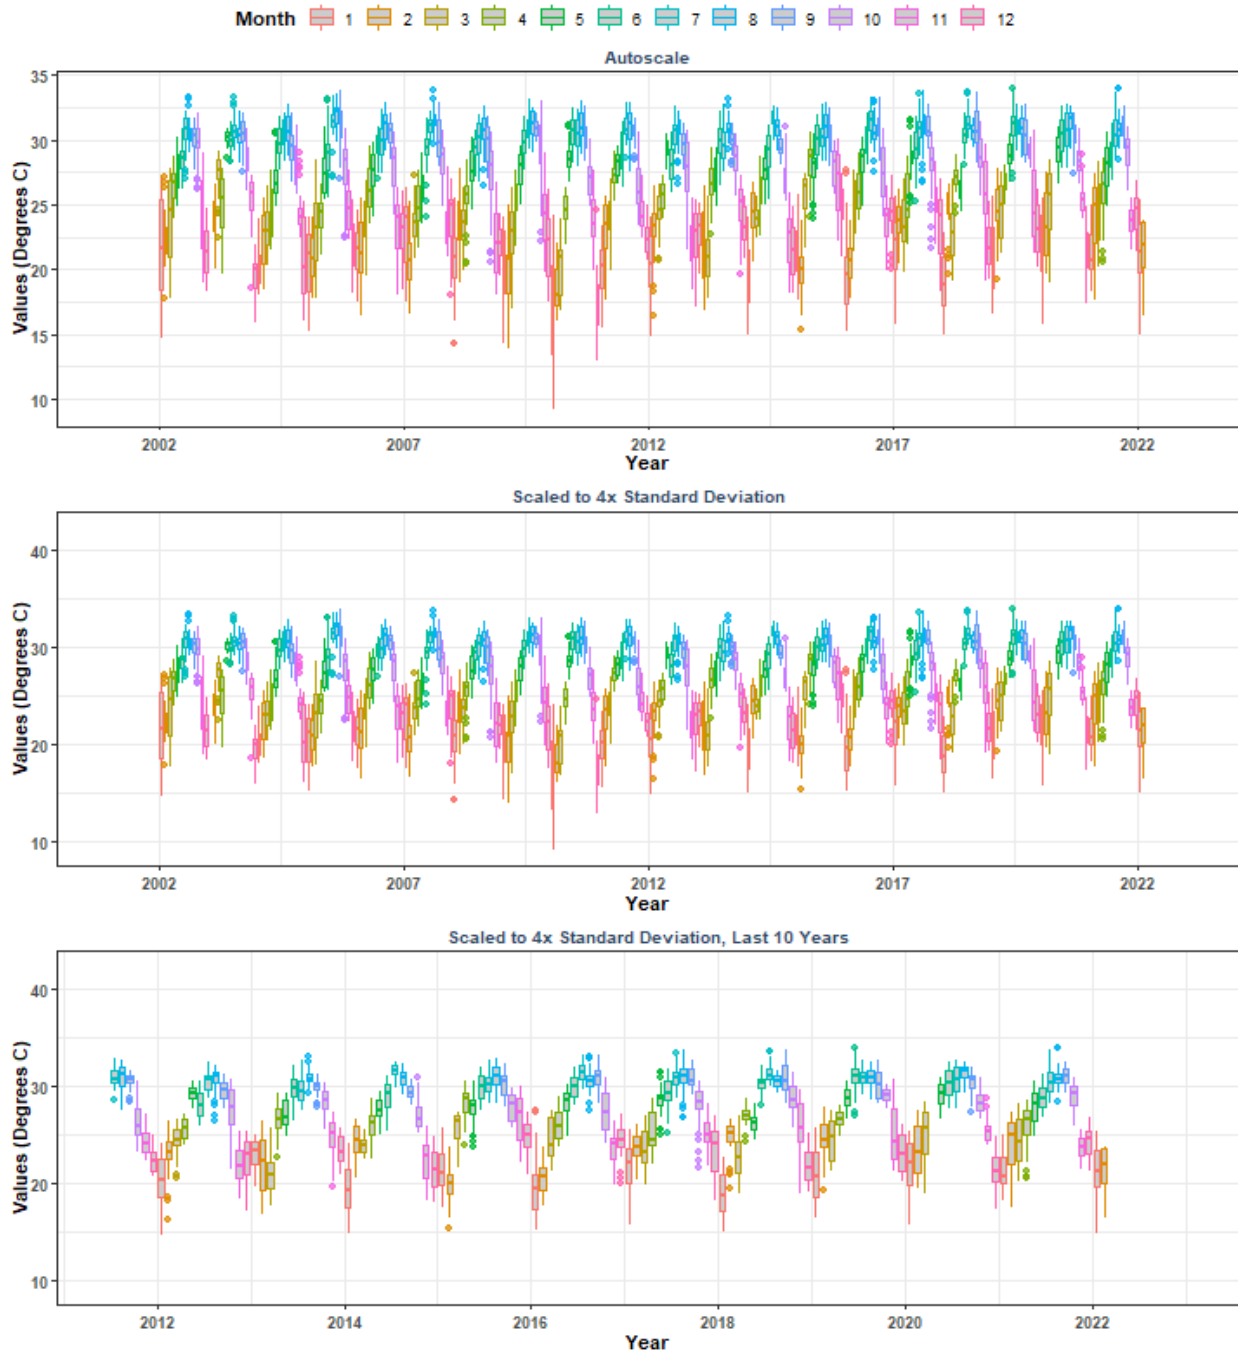 Month 1 2 3 4 5 6 7 8 9 10 11 12
Autoscale
Values (Degrees C)
35
30
25
20
15
10
2002 2007 2012 2017 2022
Year
Scaled to 4x Standard Deviation
Values (Degrees C)
40
30
20
10
2002 2007 2012 2017 2022
Year
Scaled to 4x Standard Deviation, Last 10 Years
Values (Degrees C)
40
30
20
10
2012 2014 2016 2018 2020 2022
Year